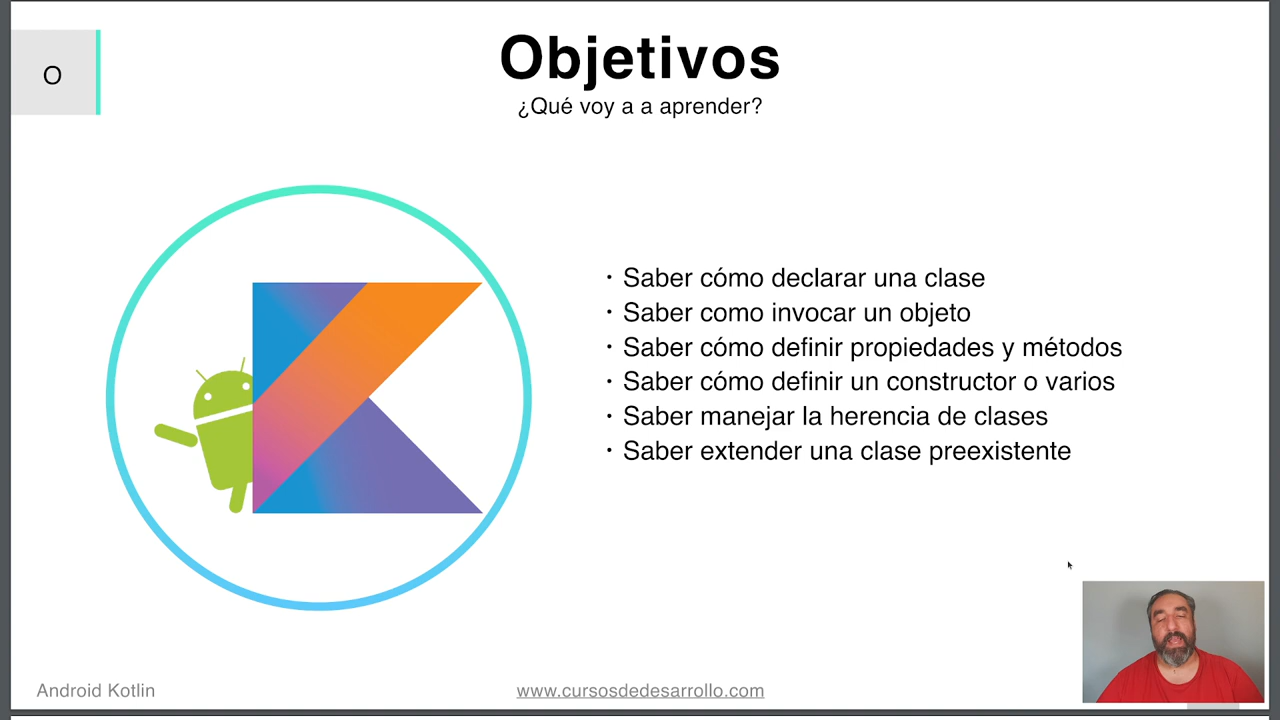 O
Objetivos
¿Qué voy a a aprender?
· Saber cómo declarar una clase
· Saber como invocar un objeto
· Saber cómo definir propiedades y métodos
· Saber cómo definir un constructor o varios
· Saber manejar la herencia de clases
· Saber extender una clase preexistente
Android Kotlin
www.cursosdedesarrollo.com